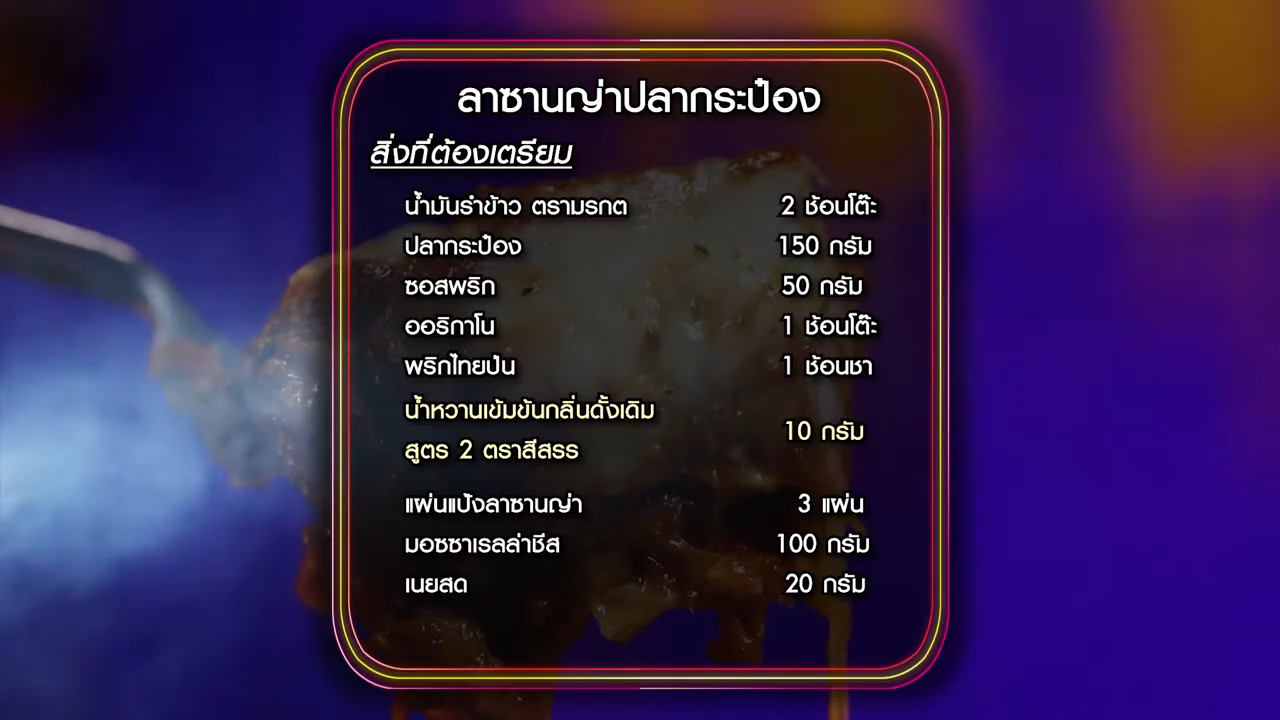 ลาซานญ่าปลากระป๋อง
สิ่งที่ต้องเตรียม
น้ำมันรำข้าว ตรามรกต 2 ช้อนโต๊ะ
ปลากระป๋อง 150 กรัม
ซอสพริก 50 กรัม
ออริกาโน 1 ช้อนโต๊ะ
พริกไทยป่น 1 ช้อนชา
น้ำหวานเข้มข้นกลิ่นดั้งเดิม
สูตร 2 ตราสีสรร 10 กรัม
แผ่นแป้งลาซานญ่า 3 แผ่น
มอซซาเรลล่าชีส 100 กรัม
เนยสด 20 กรัม